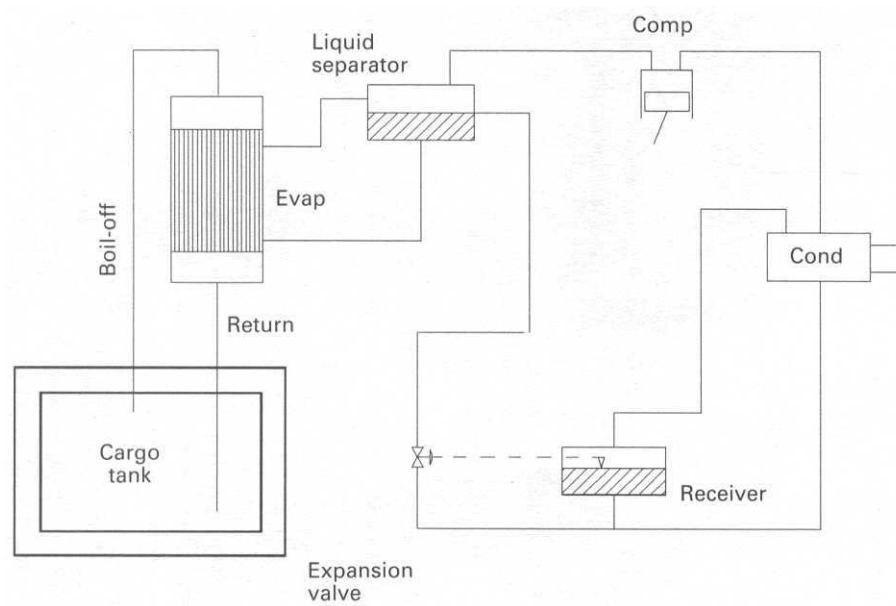 Comp
Liquid
separator
Evap
Boil-off
Cond
Return
Cargo
tank
Receiver
Expansion
valve